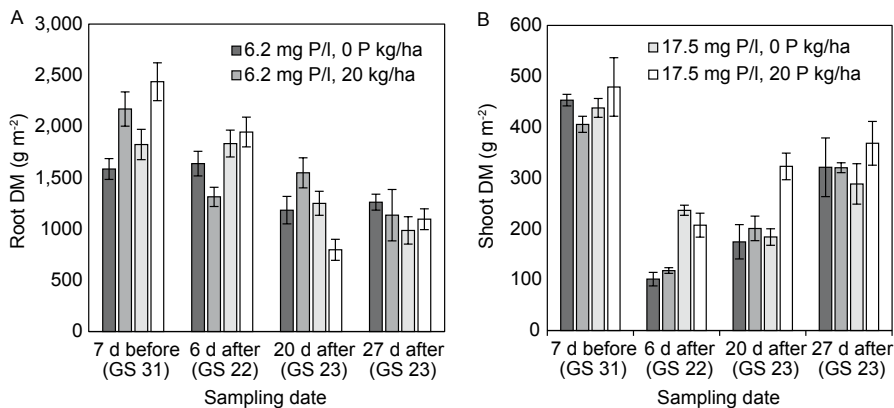 A
Root DM (g m-2)
3,000
2,500
2,000
1,500
1000
500
0
6.2 mg P/l, 0 P kg/ha
6.2 mg P/l, 20 kg/ha
7 d before 6 d after 20 d after 27 d after
(GS 31) (GS 22) (GS 23) (GS 23)
Sampling date
B
Shoot DM (g m-2)
600
500
400
300
200
100
0
17.5 mg P/l, 0 P kg/ha
17.5 mg P/l, 20 P kg/ha
7 d before 6 d after 20 d after 27 d after
(GS 31) (GS 22) (GS 23) (GS 23)
Sampling date